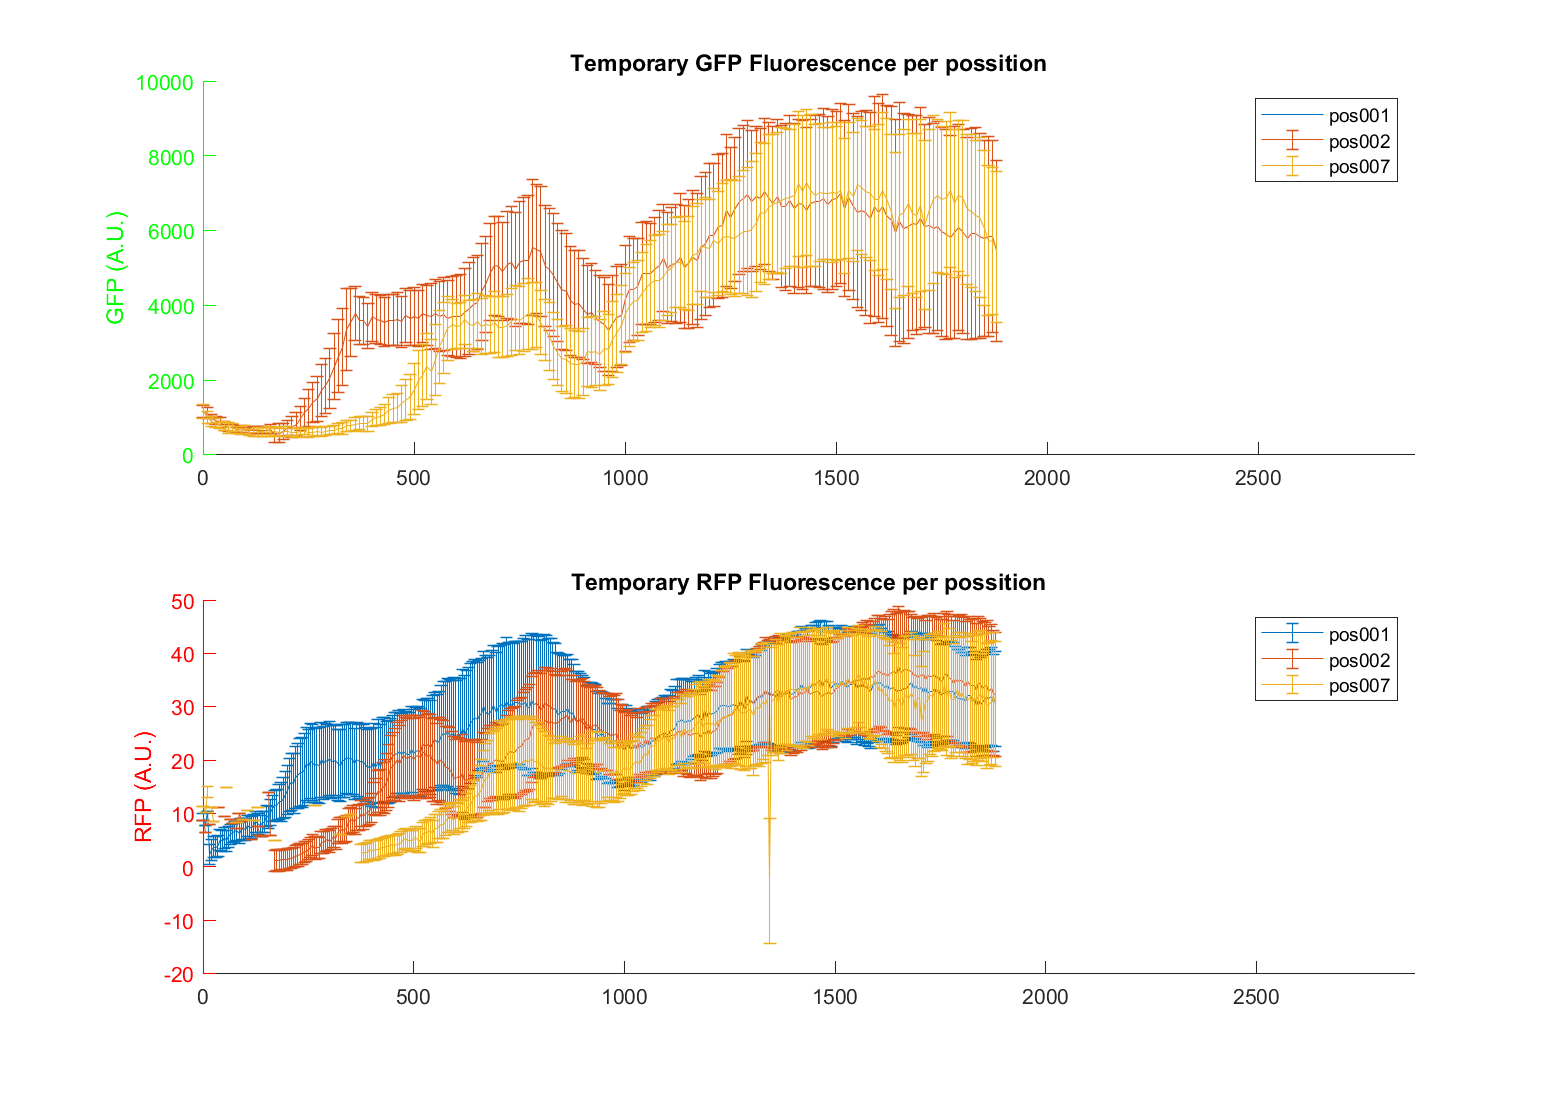 Temporary GFP Fluorescence per possition
GFP (A.U.)
10000
8000
6000
4000
2000
0
0 500 1000 1500 2000 2500
pos001
pos002
pos007
Temporary RFP Fluorescence per possition
RFP (A.U.)
50
40
30
20
10
0
-10
-20
0 500 1000 1500 2000 2500
pos001
pos002
pos007